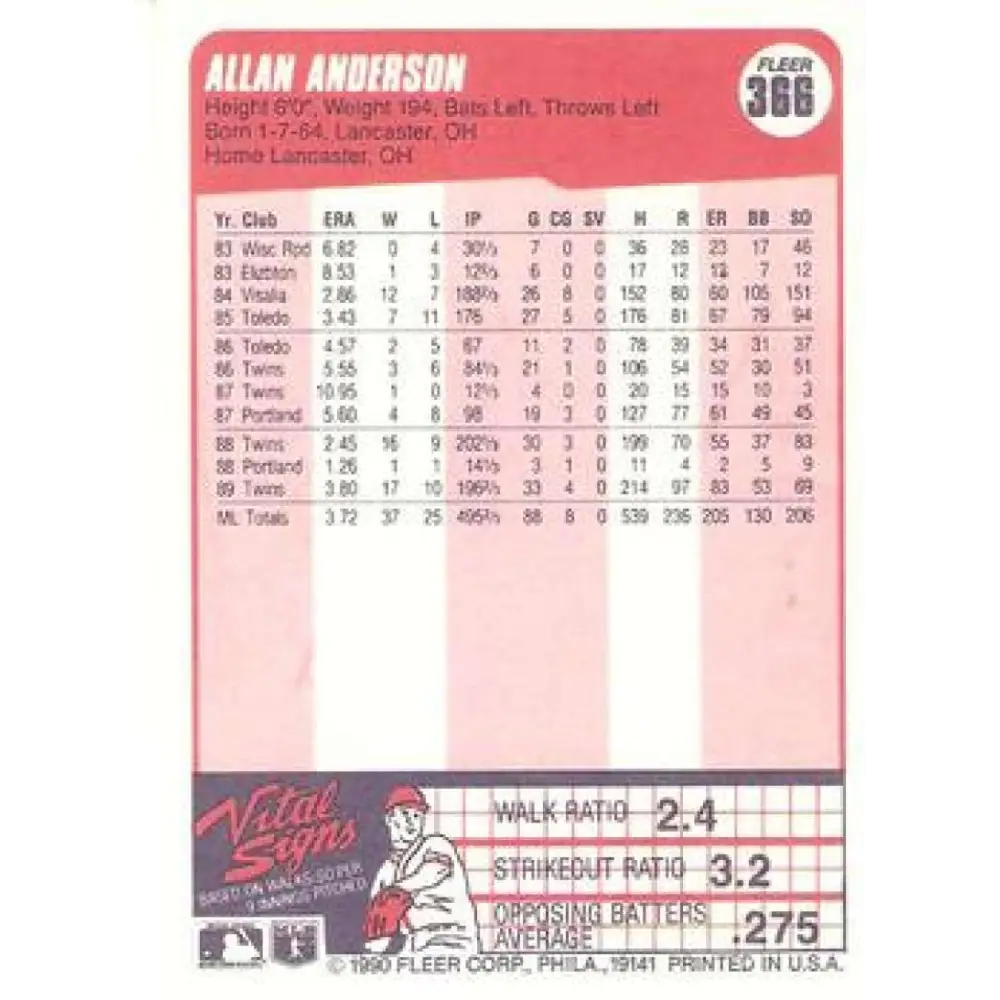 ALLAN ANDERSON
FLEER
366
Height 6'0", Weight 194, Bats Left, Throws Left
Born 1-7-64, Lancaster, OH
Home Lancaster, OH
Yr. Club ERA W L IP G CG SV H R ER BB SO
83 Wisc Rpd 6.82 0 4 30⅓ 7 0 0 36 26 23 17 46
83 Elizbton 8.53 1 3 12⅔ 6 0 0 17 12 12 7 12
84 Visalia 2.86 12 7 188⅔ 26 8 0 152 80 60 105 151
85 Toledo 3.43 7 11 176 27 5 0 176 81 67 79 94
86 Toledo 4.57 2 5 67 11 2 0 78 39 34 31 37
86 Twins 5.55 3 6 84⅓ 21 1 0 106 54 52 30 51
87 Twins 10.95 1 0 12⅓ 4 0 0 20 15 15 10 3
87 Portland 5.60 4 8 98 19 3 0 127 77 61 49 45
88 Twins 2.45 16 9 202⅓ 30 3 0 199 70 55 37 83
88 Portland 1.26 1 1 14⅓ 3 1 0 11 4 2 5 9
89 Twins 3.80 17 10 196⅔ 33 4 0 214 97 83 53 69
ML Totals 3.72 37 25 495⅔ 88 8 0 539 236 205 130 206
Vital
Signs
BASED ON WALKS-SO PER
9 INNINGS PITCHED
WALK RATIO 2.4
STRIKEOUT RATIO 3.2
OPPOSING BATTERS
AVERAGE .275
© 1990 FLEER CORP., PHILA., 19141 PRINTED IN U.S.A.